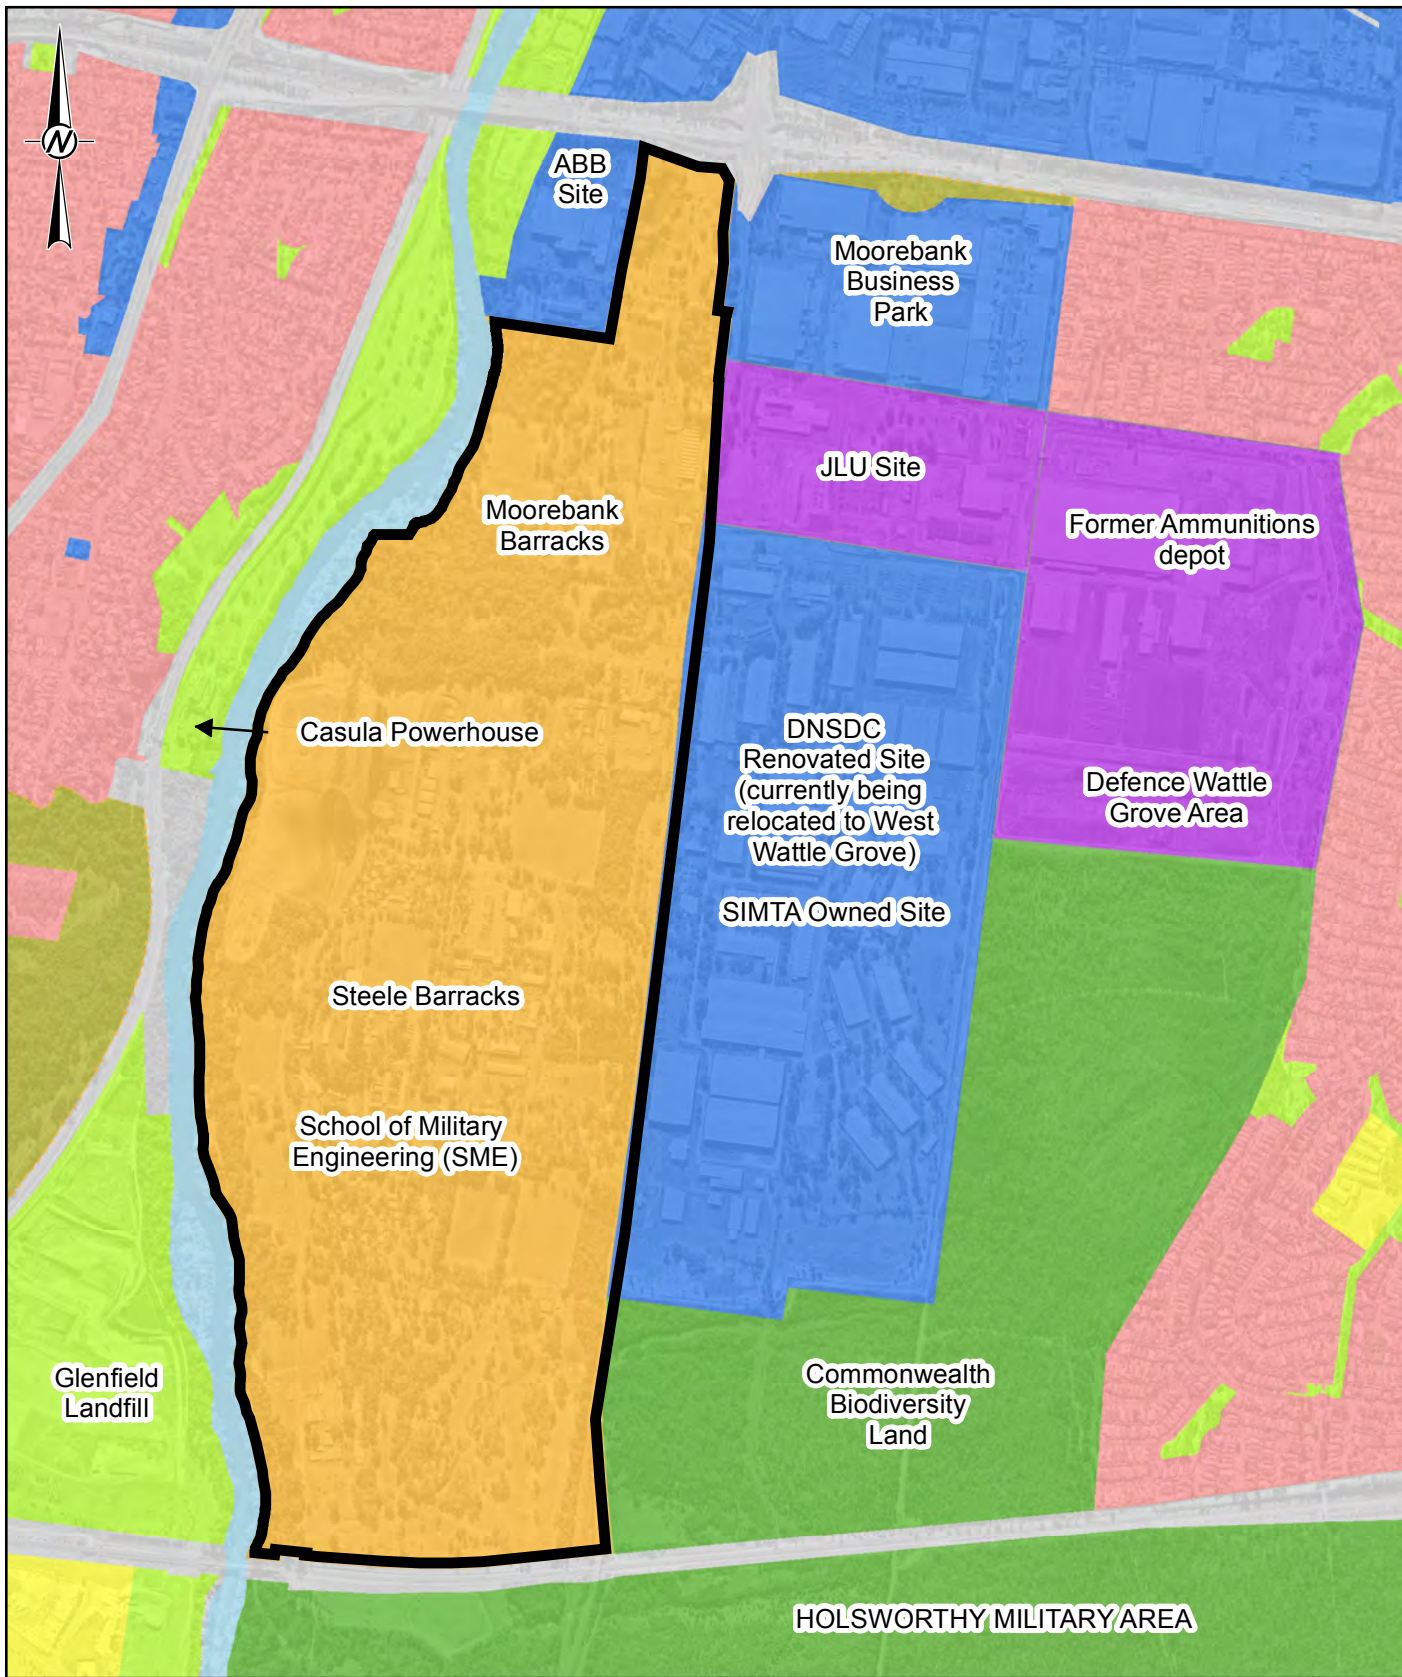 N
ABB
Site
Moorebank
Business
Park
JLU Site
Moorebank
Barracks
Former Ammunitions
depot
Casula Powerhouse
DNSDC
Renovated Site
(currently being
relocated to West
Wattle Grove)
SIMTA Owned Site
Defence Wattle
Grove Area
Steele Barracks
School of Military
Engineering (SME)
Glenfield
Landfill
Commonwealth
Biodiversity
Land
HOLSWORTHY MILITARY AREA